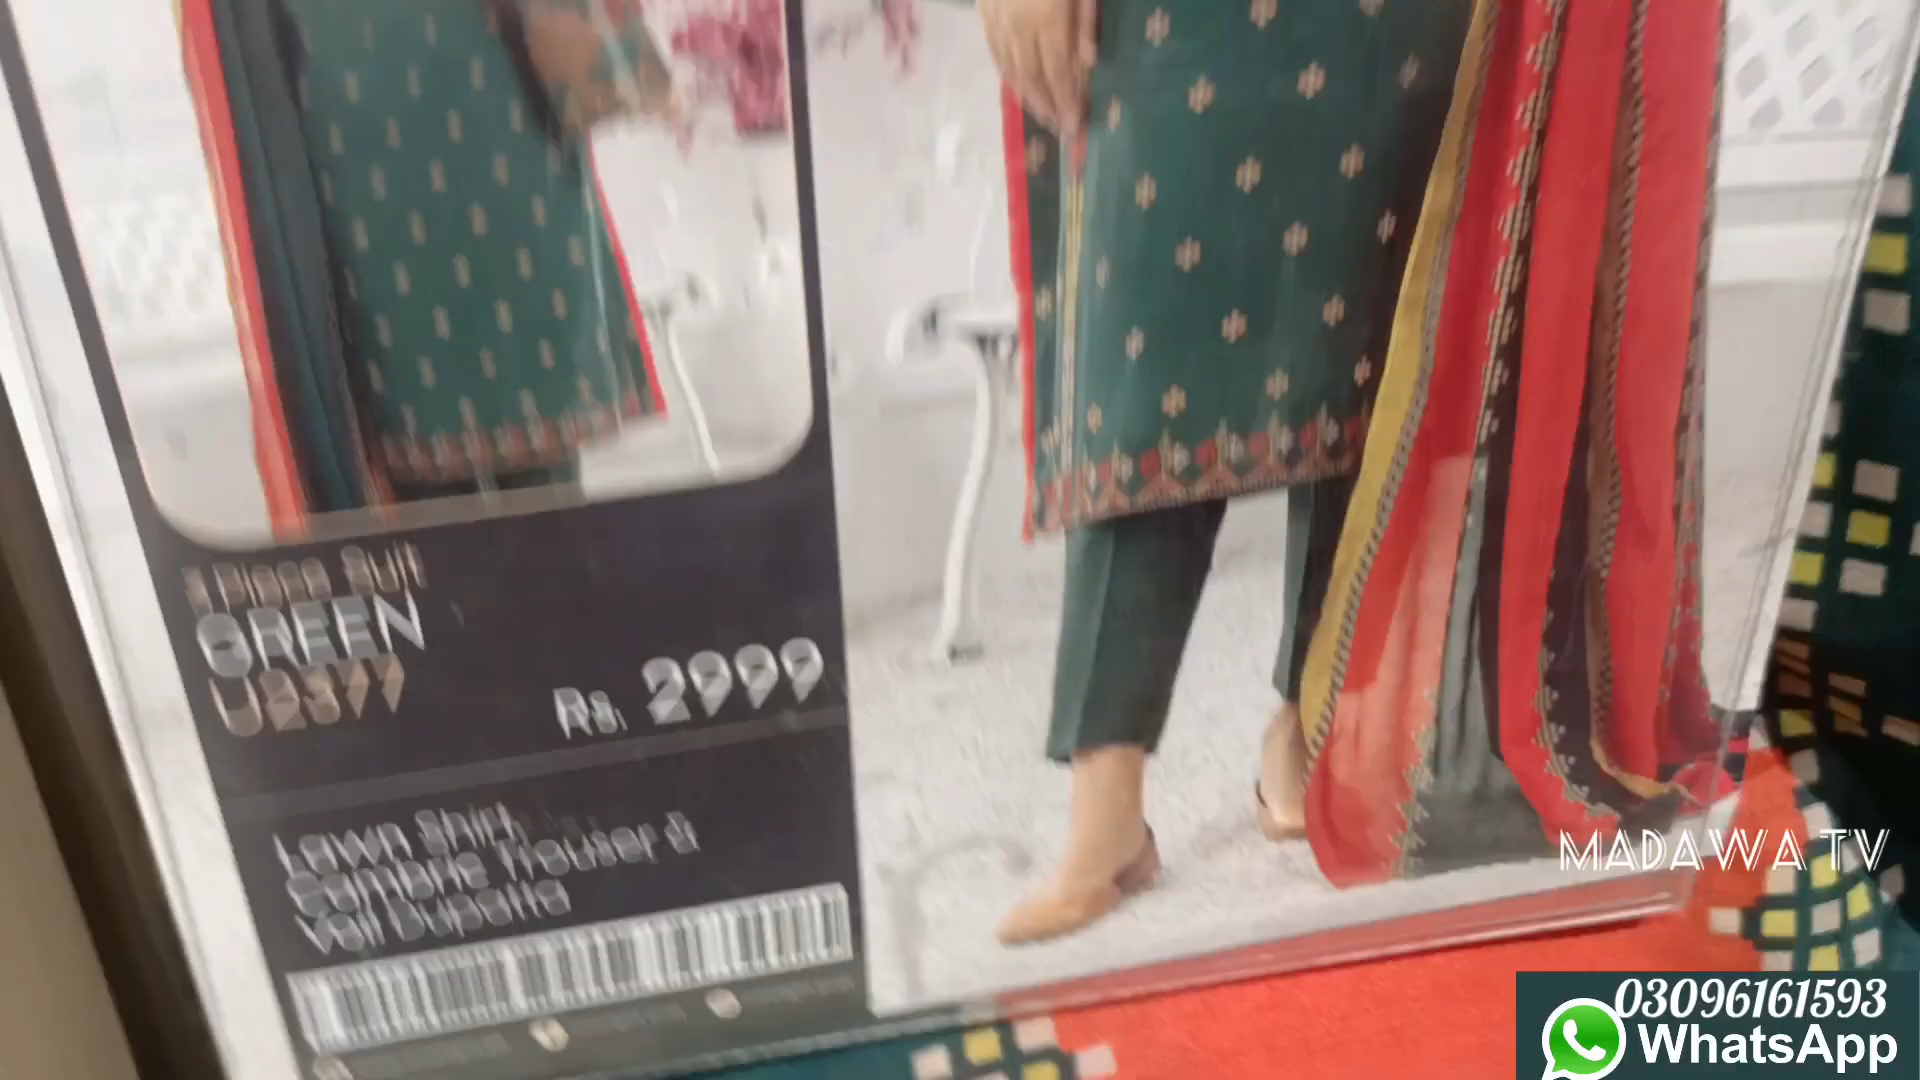 3 Piece Suit
GREEN
U2377
Rs. 2999
Lawn Shirt,
Cambric Trouser &
Voil Dupatta
MADAWA TV
03096161593
WhatsApp